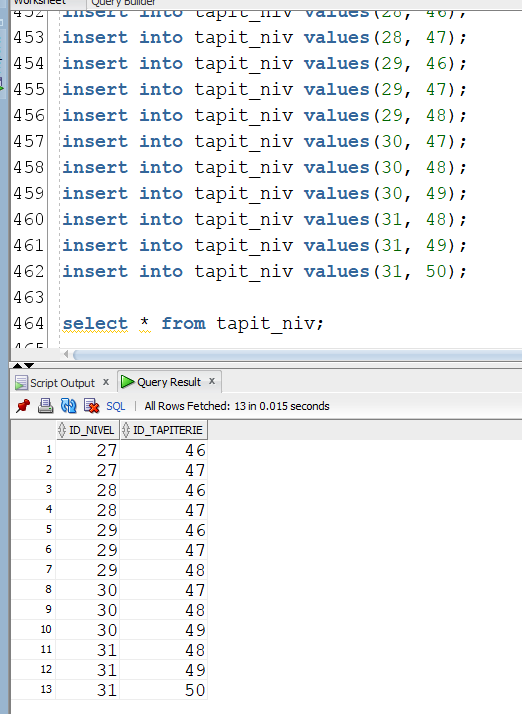 Worksheet Query Builder
452 insert into tapit_niv values(28, 46);
453 insert into tapit_niv values(28, 47);
454 insert into tapit_niv values(29, 46);
455 insert into tapit_niv values(29, 47);
456 insert into tapit_niv values(29, 48);
457 insert into tapit_niv values(30, 47);
458 insert into tapit_niv values(30, 48);
459 insert into tapit_niv values(30, 49);
460 insert into tapit_niv values(31, 48);
461 insert into tapit_niv values(31, 49);
462 insert into tapit_niv values(31, 50);
463
464 select * from tapit_niv;
465
Script Output x Query Result x
SQL | All Rows Fetched: 13 in 0.015 seconds
ID_NIVEL ID_TAPITERIE
1 27 46
2 27 47
3 28 46
4 28 47
5 29 46
6 29 47
7 29 48
8 30 47
9 30 48
10 30 49
11 31 48
12 31 49
13 31 50